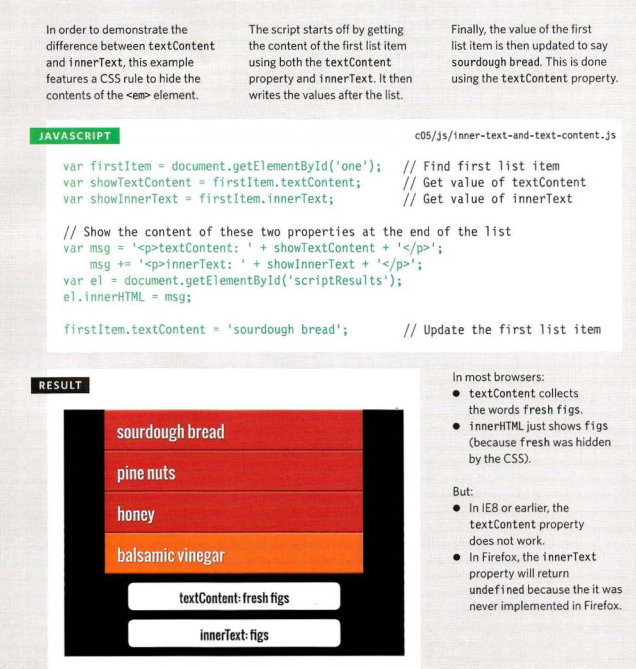 In order to demonstrate the
difference between textContent
and innerText, this example
features a CSS rule to hide the
contents of the <em> element.
The script starts off by getting
the content of the first list item
using both the textContent
property and innerText. It then
writes the values after the list.
Finally, the value of the first
list item is then updated to say
sourdough bread. This is done
using the textContent property.
JAVASCRIPT
c05/js/inner-text-and-text-content.js
var firstItem = document.getElementById('one');   // Find first list item
var showTextContent = firstItem.textContent;   // Get value of textContent
var showInnerText = firstItem.innerText;   // Get value of innerText
// Show the content of these two properties at the end of the list
var msg = '<p>textContent: ' + showTextContent + '</p>';
    msg += '<p>innerText: ' + showInnerText + '</p>';
var el = document.getElementById('scriptResults');
el.innerHTML = msg;
firstItem.textContent = 'sourdough bread';   // Update the first list item
RESULT
sourdough bread
pine nuts
honey
balsamic vinegar
textContent: fresh figs
innerText: figs
In most browsers:
● textContent collects
the words fresh figs.
● innerHTML just shows figs
(because fresh was hidden
by the CSS).
But:
● In IE8 or earlier, the
textContent property
does not work.
● In Firefox, the innerText
property will return
undefined because the it was
never implemented in Firefox.